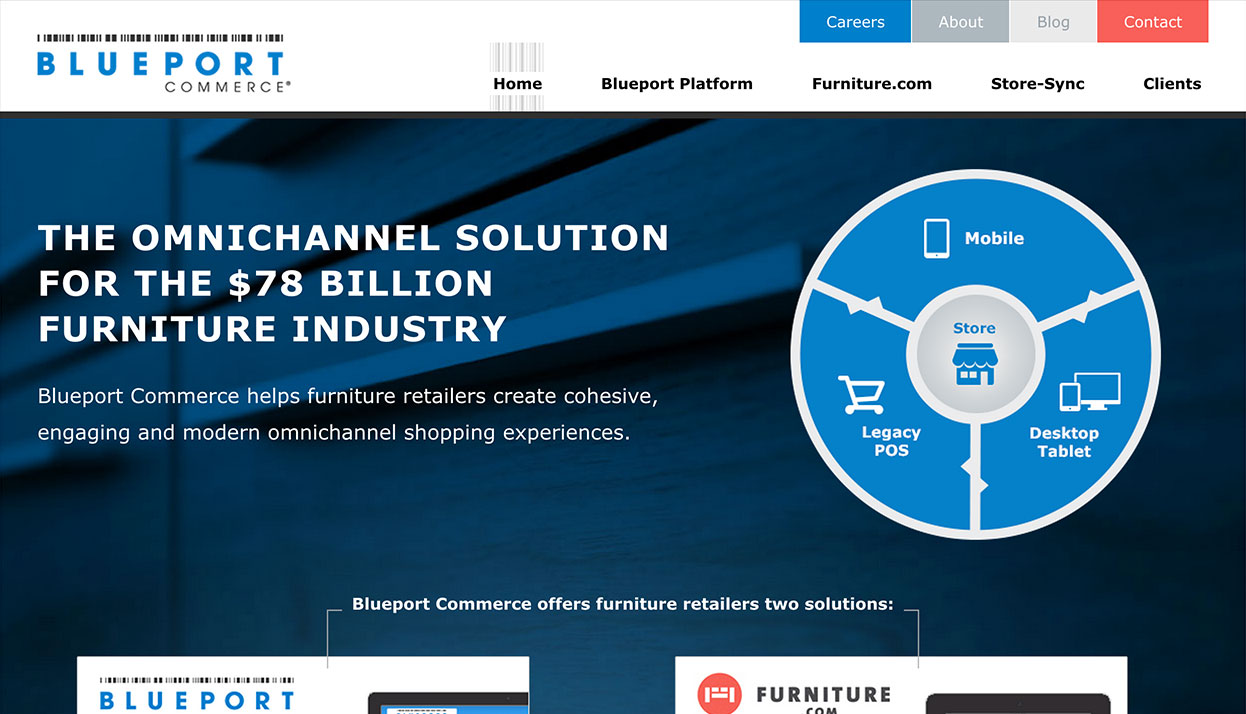 Careers
About
Blog
Contact
BLUEPORT
COMMERCE®
Home
Blueport Platform
Furniture.com
Store-Sync
Clients
THE OMNICHANNEL SOLUTION
FOR THE $78 BILLION
FURNITURE INDUSTRY
Blueport Commerce helps furniture retailers create cohesive,
engaging and modern omnichannel shopping experiences.
Mobile
Store
Legacy
POS
Desktop
Tablet
Blueport Commerce offers furniture retailers two solutions:
BLUEPORT
FURNITURE
COM